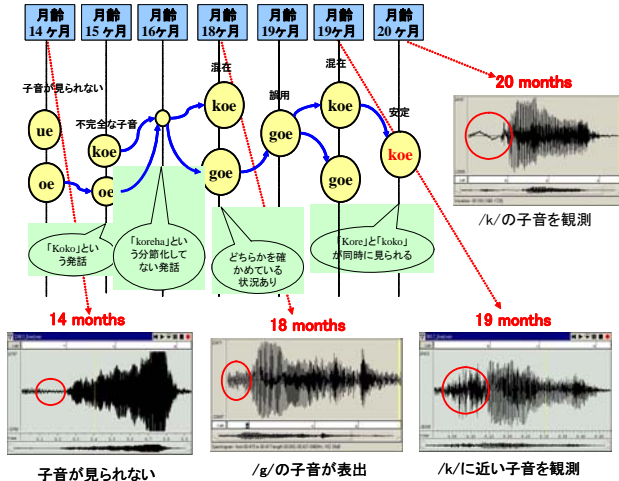 月齢
14ヶ月
月齢
15ヶ月
月齢
16ヶ月
月齢
18ヶ月
月齢
19ヶ月
月齢
19ヶ月
月齢
20ヶ月
子音が見られない
不完全な子音
混在
誤用
混在
安定
ue
oe
koe
oe
koe
goe
goe
koe
goe
koe
「Koko」とい
う発話
「koreha」とい
う分節化して
ない発話
どちらかを確
かめている
状況あり
「Kore」と「koko」
が同時に見られる
20 months
/k/の子音を観測
14 months
子音が見られない
18 months
/g/の子音が表出
19 months
/k/に近い子音を観測